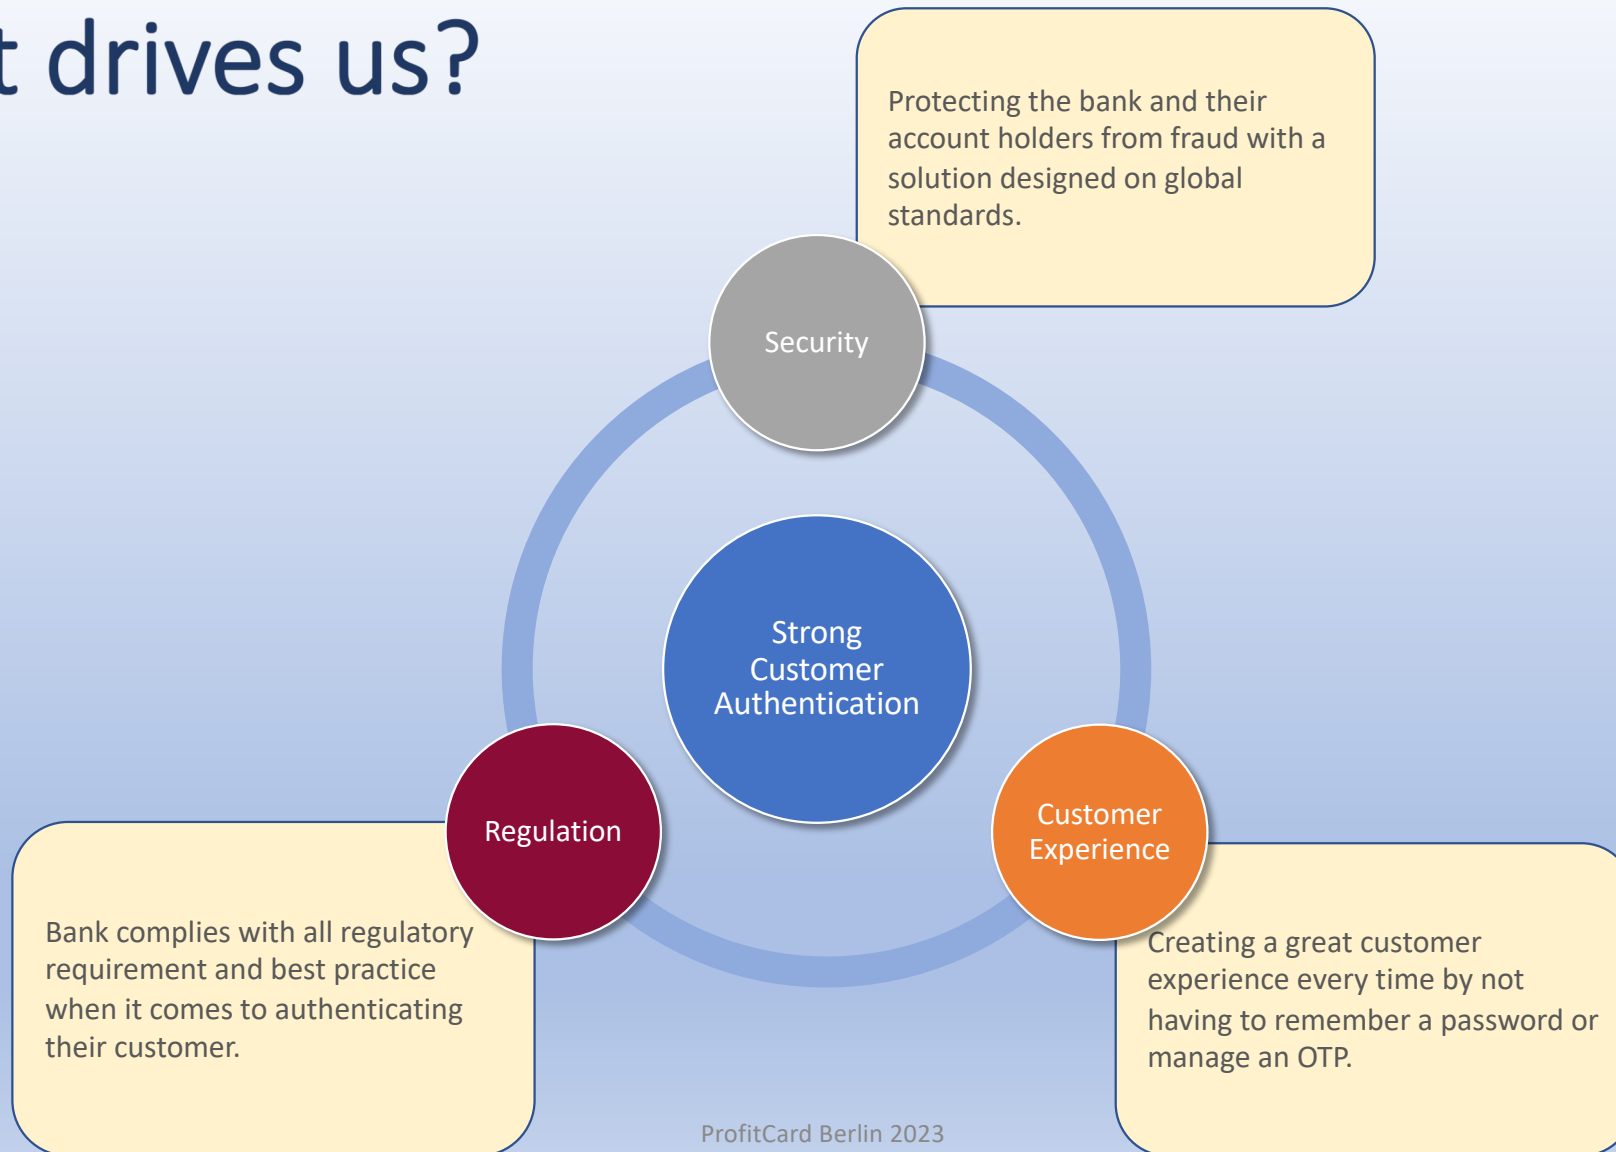 t drives us?
Protecting the bank and their
account holders from fraud with a
solution designed on global
standards.
Security
Strong
Customer
Authentication
Regulation
Customer
Experience
Bank complies with all regulatory
requirement and best practice
when it comes to authenticating
their customer.
Creating a great customer
experience every time by not
having to remember a password or
manage an OTP.
ProfitCard Berlin 2023